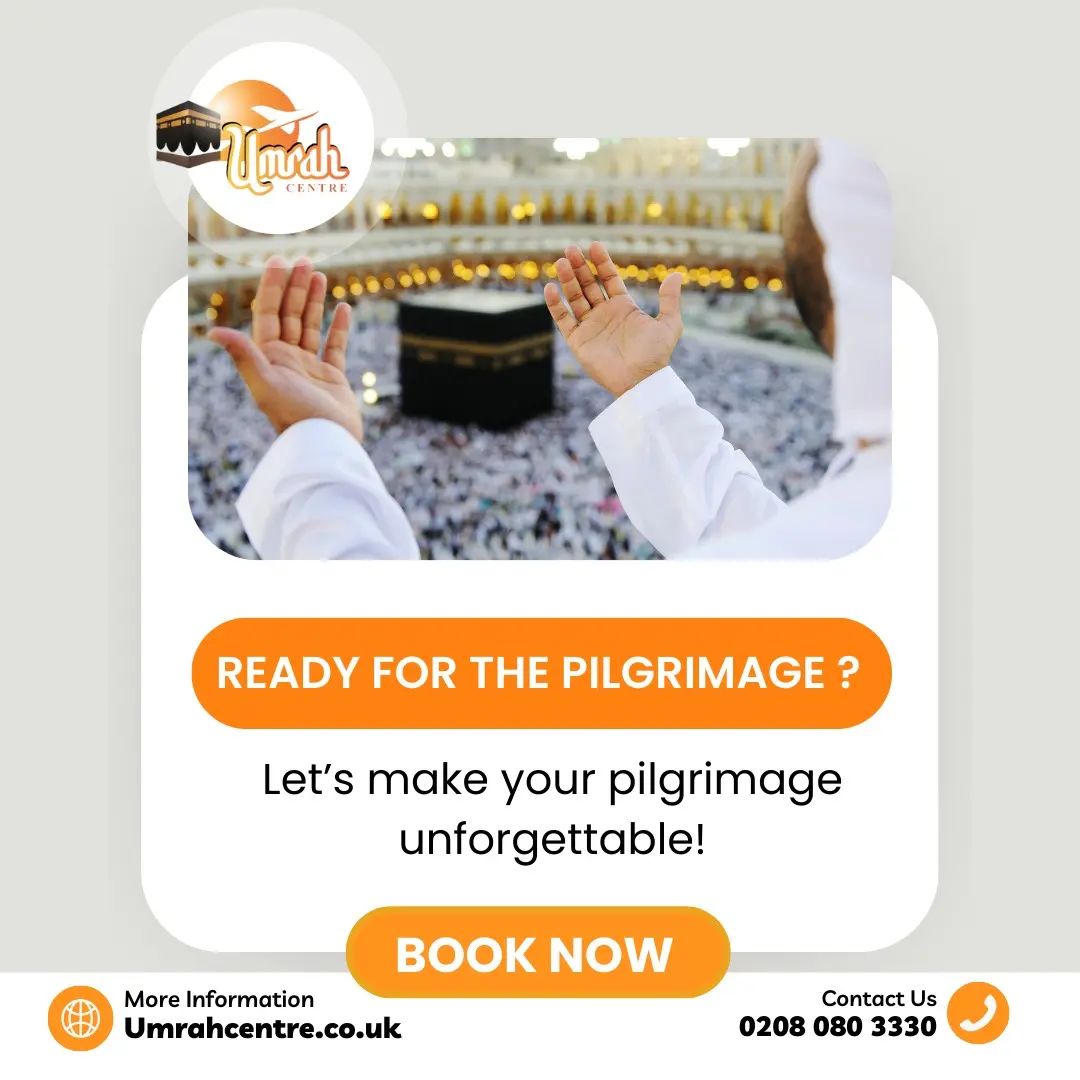 Umrah
CENTRE
READY FOR THE PILGRIMAGE ?
Let’s make your pilgrimage
unforgettable!
BOOK NOW
More Information
Umrahcentre.co.uk
Contact Us
0208 080 3330